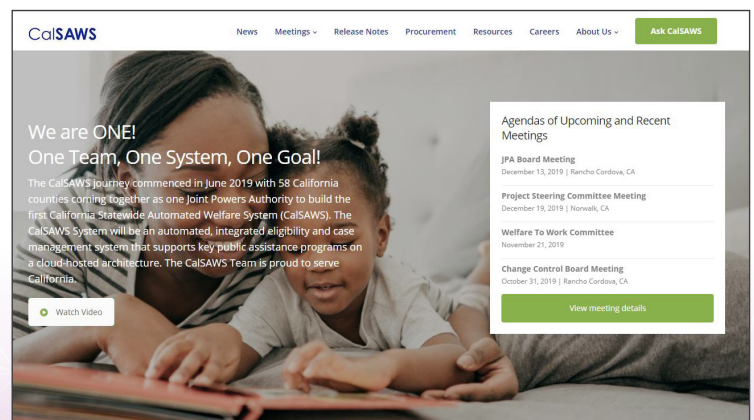 CalSAWS
News Meetings Release Notes Procurement Resources Careers About Us Ask CalSAWS
We are ONE!
One Team, One System, One Goal!
The CalSAWS journey commenced in June 2019 with 58 California
counties coming together as one Joint Powers Authority to build the
first California Statewide Automated Welfare System (CalSAWS). The
CalSAWS System will be an automated, integrated eligibility and case
management system that supports key public assistance programs on
a cloud-hosted architecture. The CalSAWS Team is proud to serve
California.
Watch Video
Agendas of Upcoming and Recent
Meetings
JPA Board Meeting
December 13, 2019 | Rancho Cordova, CA
Project Steering Committee Meeting
December 19, 2019 | Norwalk, CA
Welfare To Work Committee
November 21, 2019
Change Control Board Meeting
October 31, 2019 | Rancho Cordova, CA
View meeting details